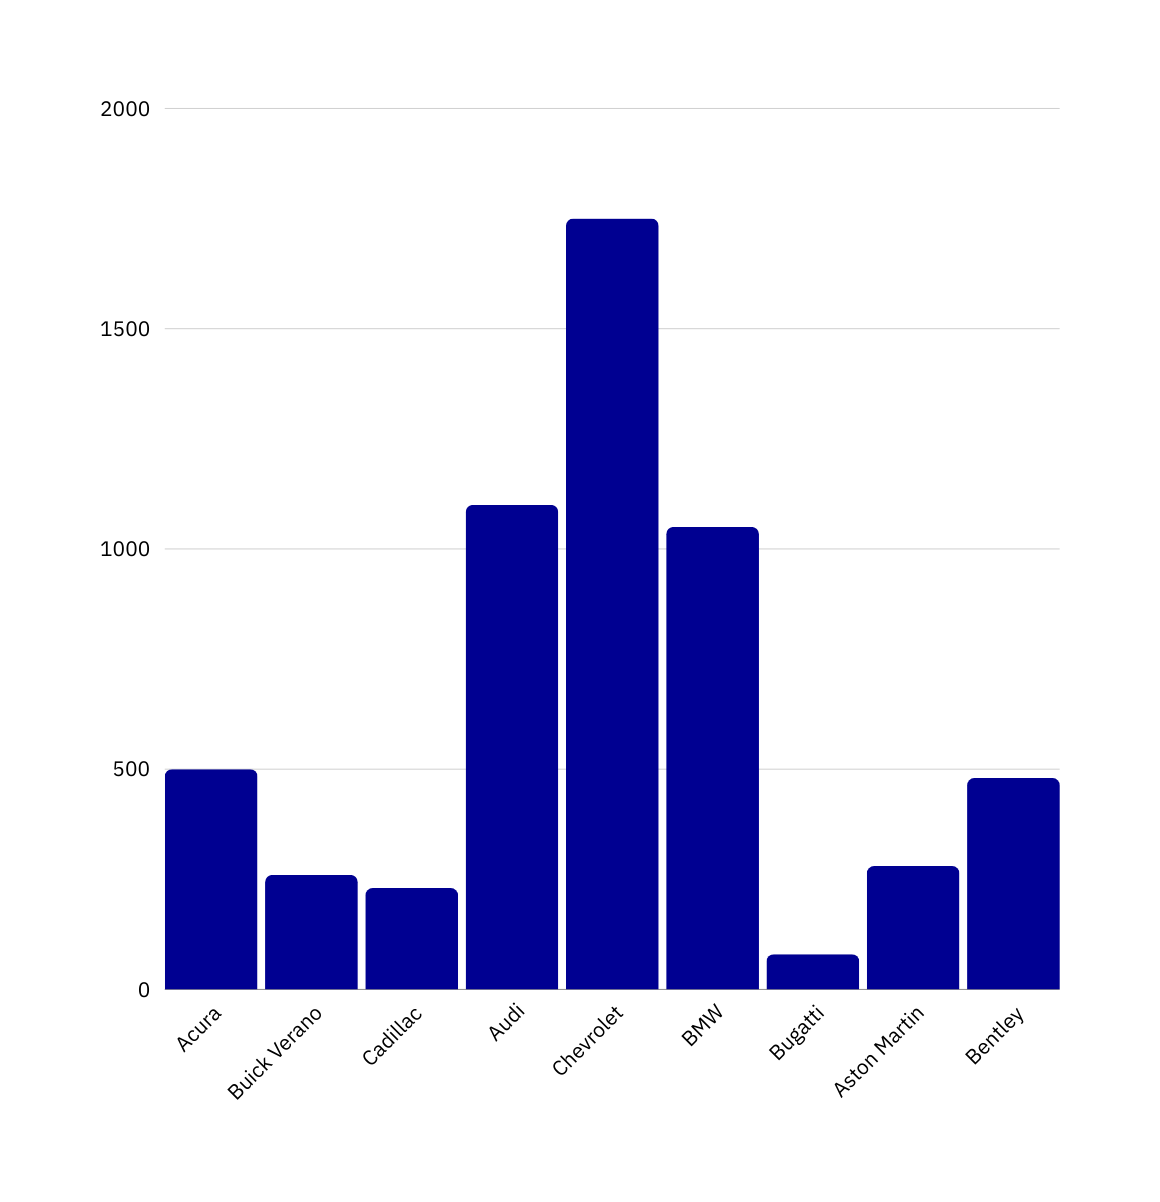 2000
1500
1000
500
0
Acura
Buick Verano
Cadillac
Audi
Chevrolet
BMW
Bugatti
Aston Martin
Bentley